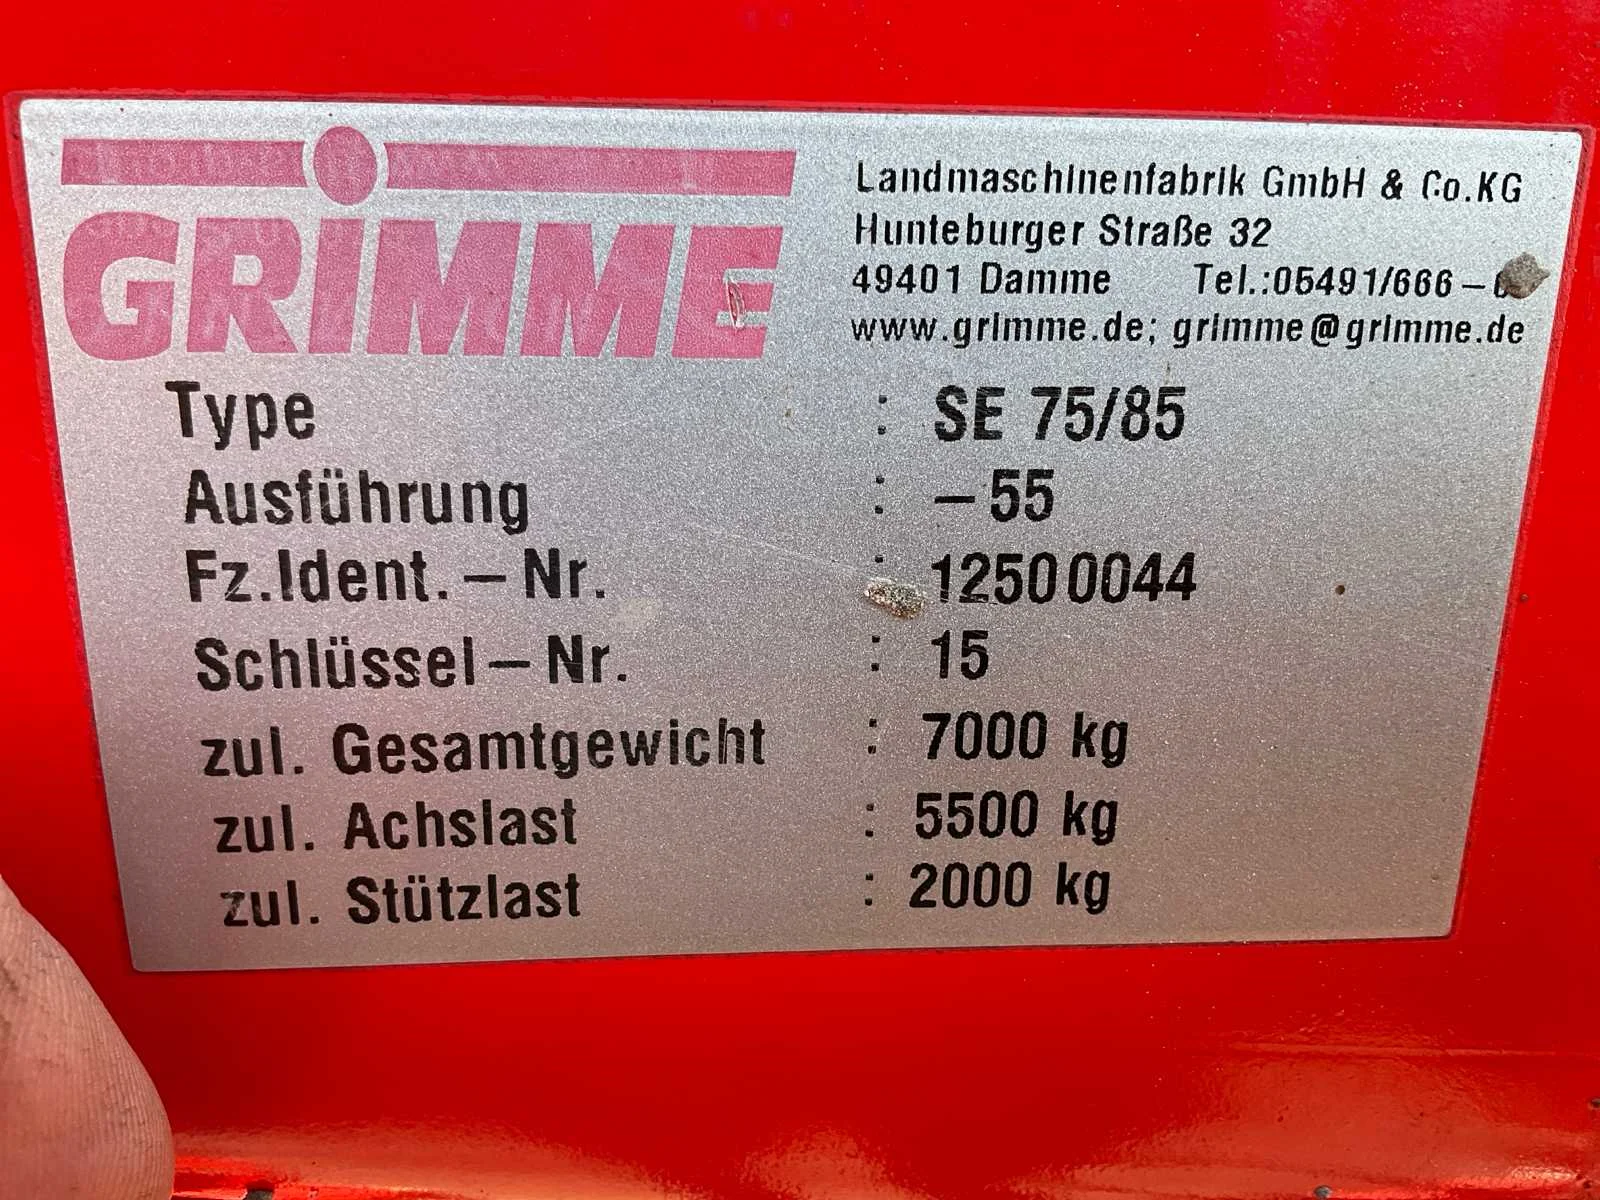 GRIMME
Landmaschinenfabrik GmbH & Co.KG
Hunteburger Straße 32
49401 Damme Tel.:05491/666–
www.grimme.de; grimme@grimme.de
Type : SE 75/85
Ausführung : –55
Fz.Ident.–Nr. : 12500044
Schlüssel–Nr. : 15
zul. Gesamtgewicht : 7000 kg
zul. Achslast : 5500 kg
zul. Stützlast : 2000 kg